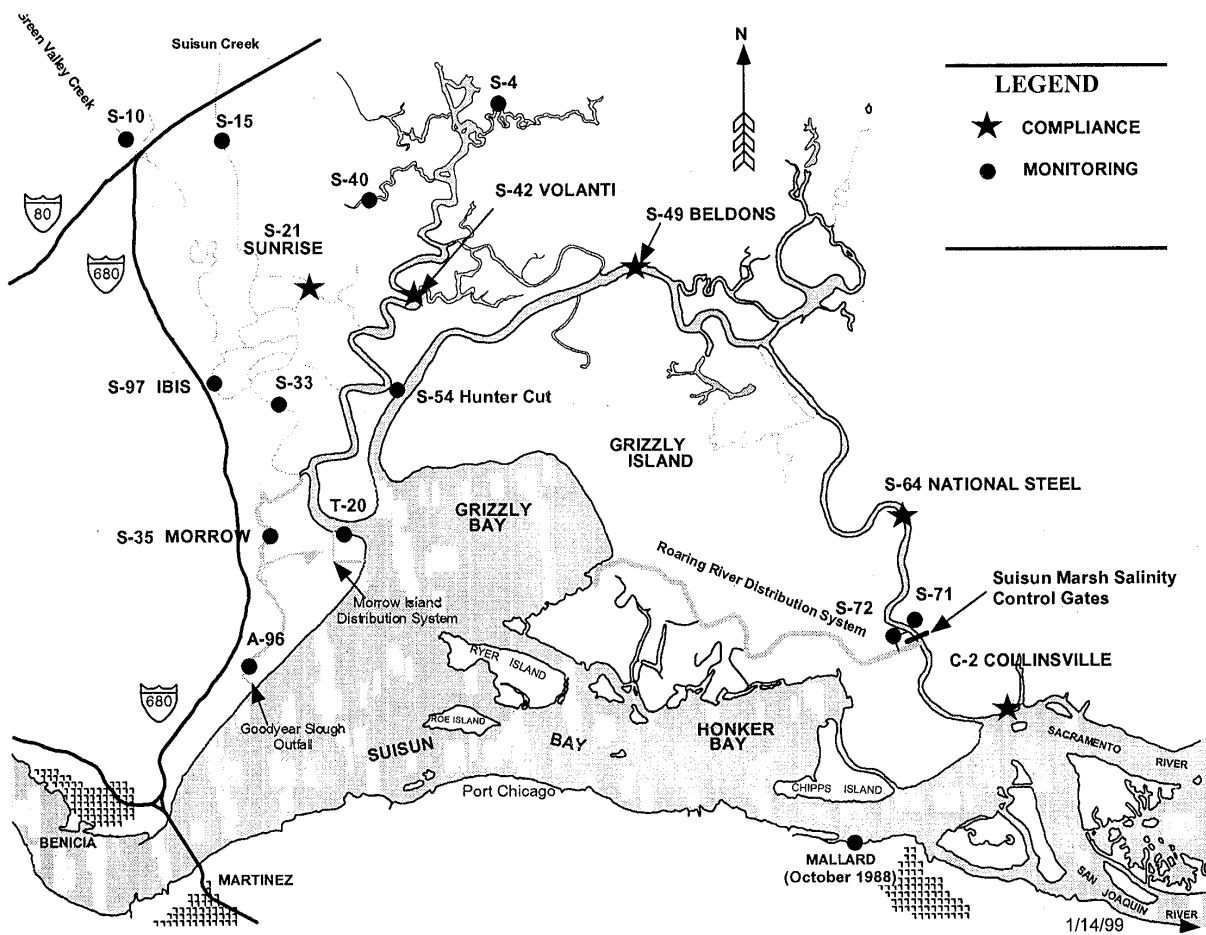 Green Valley Creek
Suisun Creek
N
S-4
LEGEND
COMPLIANCE
MONITORING
S-10
S-15
S-40
S-42 VOLANTI
80
S-21
SUNRISE
S-49 BELDONS
680
S-97 IBIS
S-33
S-54 Hunter Cut
GRIZZLY
ISLAND
S-64 NATIONAL STEEL
T-20
GRIZZLY
BAY
S-35 MORROW
Roaring River Distribution System
Suisun Marsh Salinity
Control Gates
S-71
S-72
Morrow Island
Distribution System
A-96
RYER ISLAND
C-2 COLLINSVILLE
680
Goodyear Slough
Outfall
ROE ISLAND
SUISUN
BAY
HONKER
BAY
SACRAMENTO
RIVER
Port Chicago
CHIPPS ISLAND
BENICIA
MARTINEZ
MALLARD
(October 1988)
SAN
JOAQUIN
RIVER
1/14/99